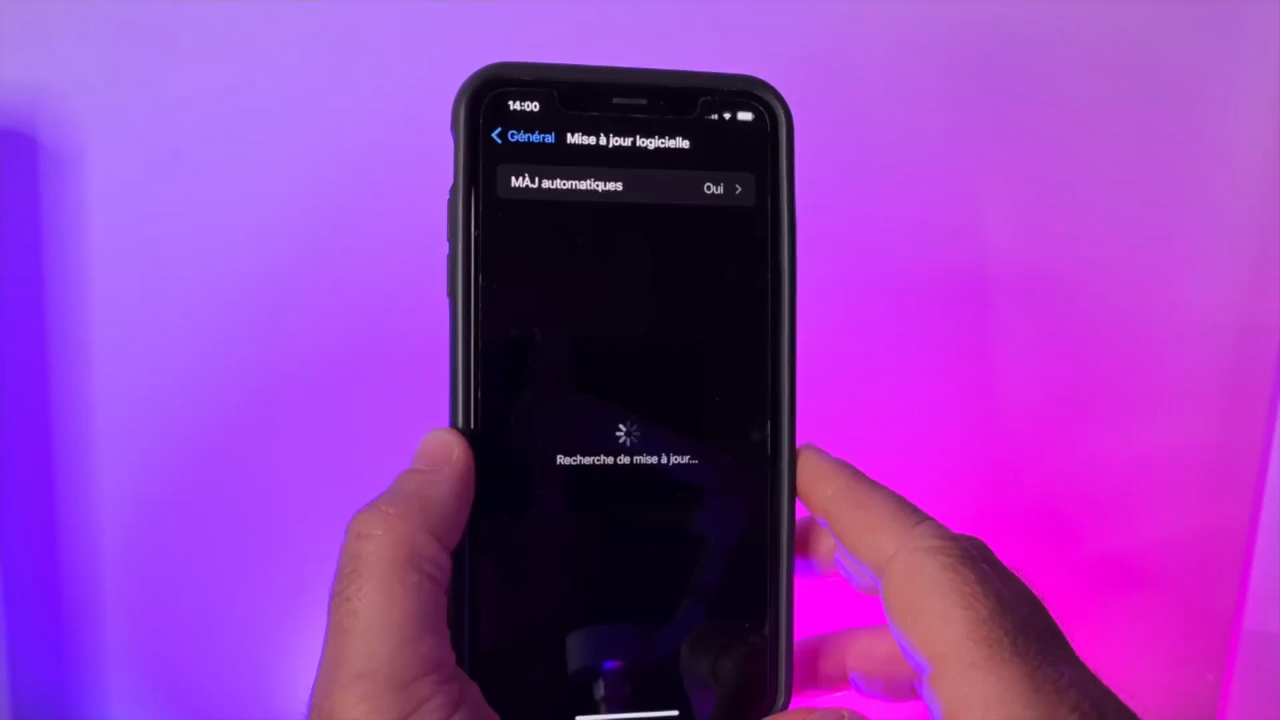 14:00
Général Mise à jour logicielle
MÀJ automatiques Oui
Recherche de mise à jour...